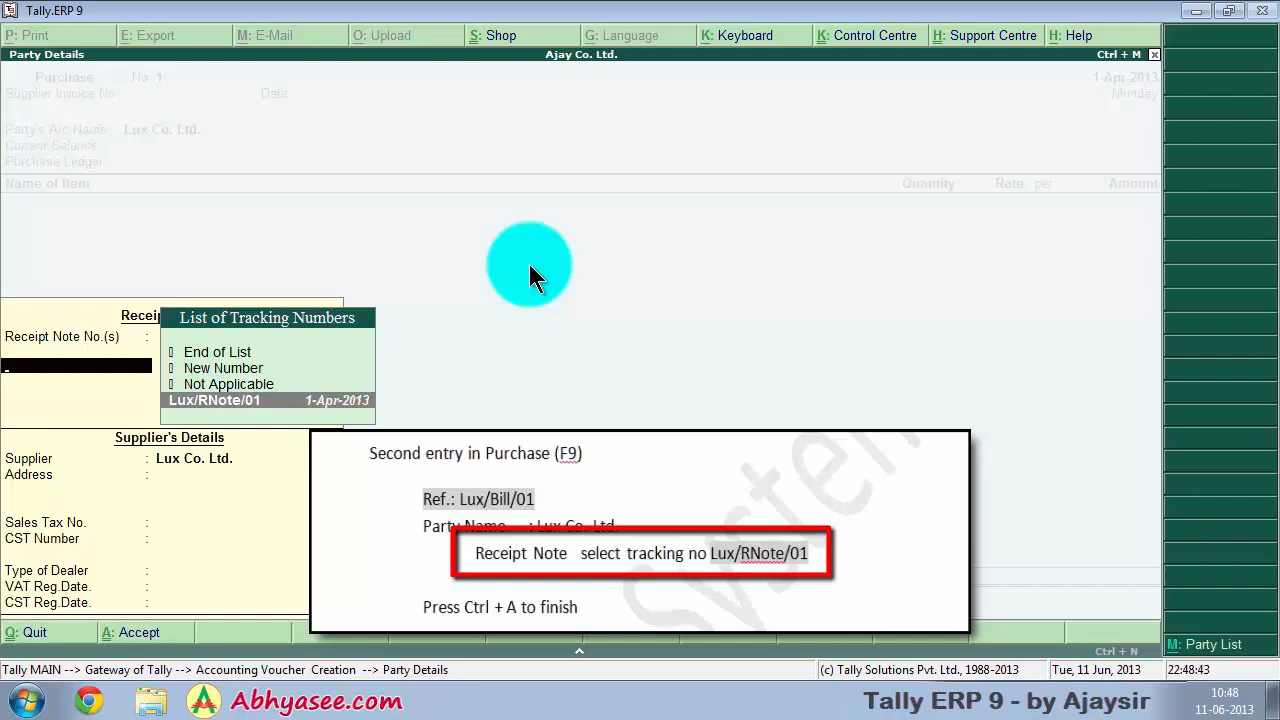 Tally.ERP 9
P: Print E: Export M: E-Mail O: Upload S: Shop G: Language K: Keyboard K: Control Centre H: Support Centre H: Help
Party Details Ajay Co. Ltd. Ctrl + M
Purchase No 1 1-Apr-2013
Supplier Invoice No Date Monday
Party's A/c Name Lux Co. Ltd.
Current Balance
Purchase Ledger
Name of Item Quantity Rate per Amount
Receip
Receipt Note No.(s) :
List of Tracking Numbers
End of List
New Number
Not Applicable
Lux/RNote/01 1-Apr-2013
Supplier's Details
Supplier : Lux Co. Ltd.
Address :
Sales Tax No. :
CST Number :
Type of Dealer :
VAT Reg.Date. :
CST Reg.Date. :
Second entry in Purchase (F9)
Ref.: Lux/Bill/01
Party Name : Lux Co. Ltd.
Receipt Note select tracking no Lux/RNote/01
Press Ctrl + A to finish
System
Q: Quit A: Accept
M: Party List
Ctrl + N
Tally MAIN --> Gateway of Tally --> Accounting Voucher Creation --> Party Details (c) Tally Solutions Pvt. Ltd., 1988-2013 Tue, 11 Jun, 2013 22:48:43
Abhyasee.com
Tally ERP 9 - by Ajaysir
10:48
11-06-2013